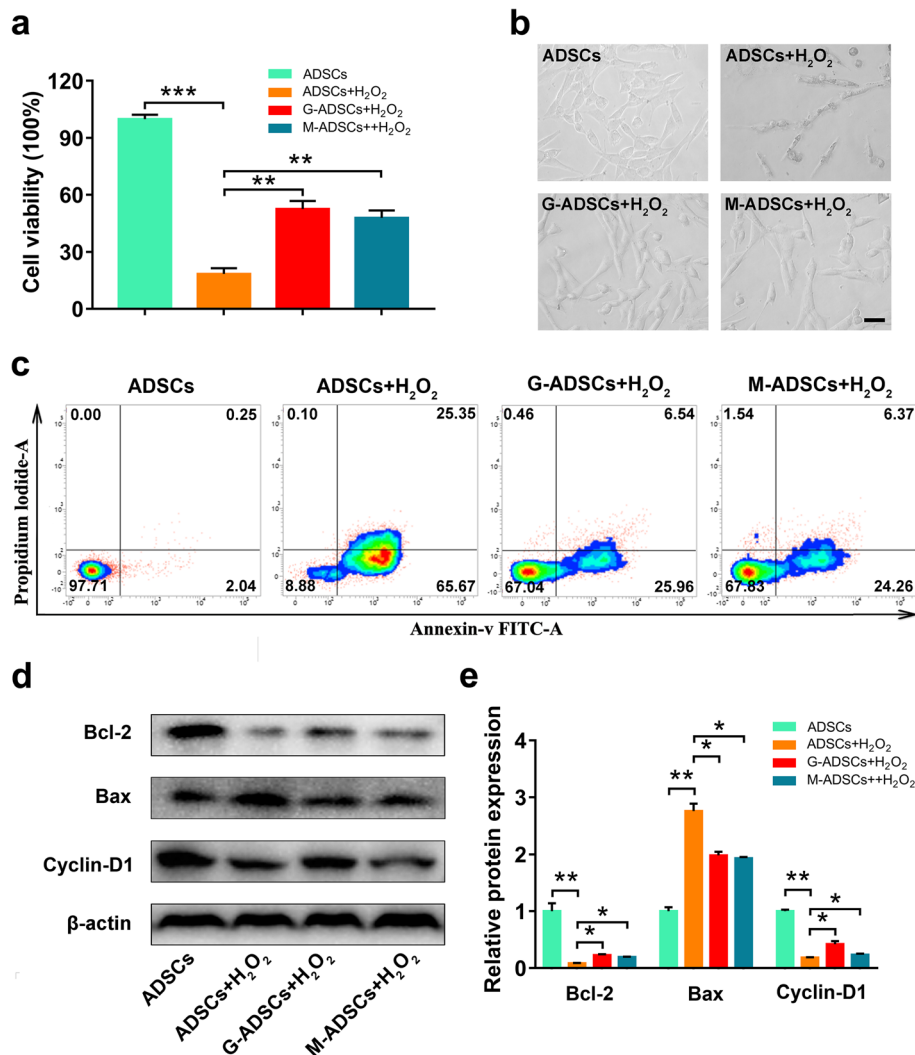 a
Cell viability (100%)
120
90
60
30
0
***
**
**
ADSCs
ADSCs+H₂O₂
G-ADSCs+H₂O₂
M-ADSCs++H₂O₂
b
ADSCs
ADSCs+H₂O₂
G-ADSCs+H₂O₂
M-ADSCs+H₂O₂
c
Propidium Iodide-A
ADSCs
0.00 0.25
97.71 2.04
ADSCs+H₂O₂
0.10 25.35
8.88 65.67
G-ADSCs+H₂O₂
0.46 6.54
67.04 25.96
M-ADSCs+H₂O₂
1.54 6.37
67.83 24.26
Annexin-v FITC-A
d
Bcl-2
Bax
Cyclin-D1
β-actin
ADSCs
ADSCs+H₂O₂
G-ADSCs+H₂O₂
M-ADSCs+H₂O₂
e
Relative protein expression
4
3
2
1
0
**
*
*
**
*
*
**
*
*
Bcl-2 Bax Cyclin-D1
ADSCs
ADSCs+H₂O₂
G-ADSCs+H₂O₂
M-ADSCs++H₂O₂